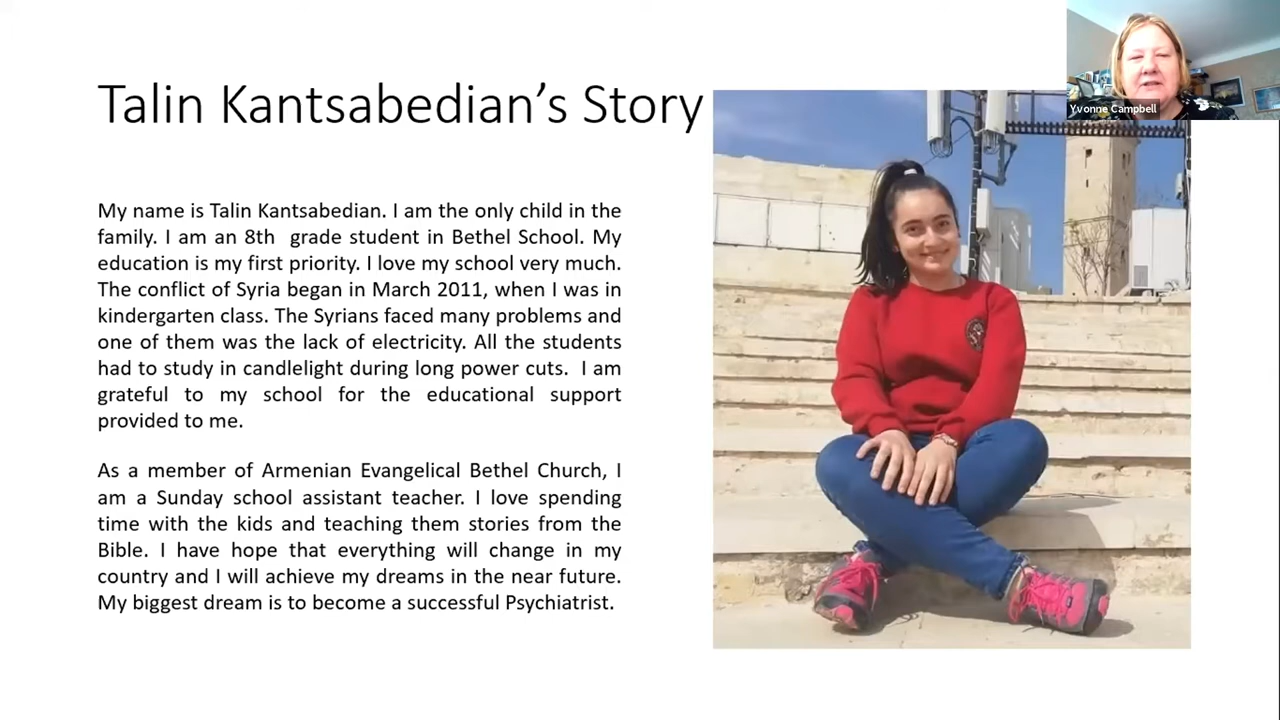 Talin Kantsabedian’s Story
Yvonne Campbell
My name is Talin Kantsabedian. I am the only child in the
family. I am an 8th grade student in Bethel School. My
education is my first priority. I love my school very much.
The conflict of Syria began in March 2011, when I was in
kindergarten class. The Syrians faced many problems and
one of them was the lack of electricity. All the students
had to study in candlelight during long power cuts. I am
grateful to my school for the educational support
provided to me.
As a member of Armenian Evangelical Bethel Church, I
am a Sunday school assistant teacher. I love spending
time with the kids and teaching them stories from the
Bible. I have hope that everything will change in my
country and I will achieve my dreams in the near future.
My biggest dream is to become a successful Psychiatrist.